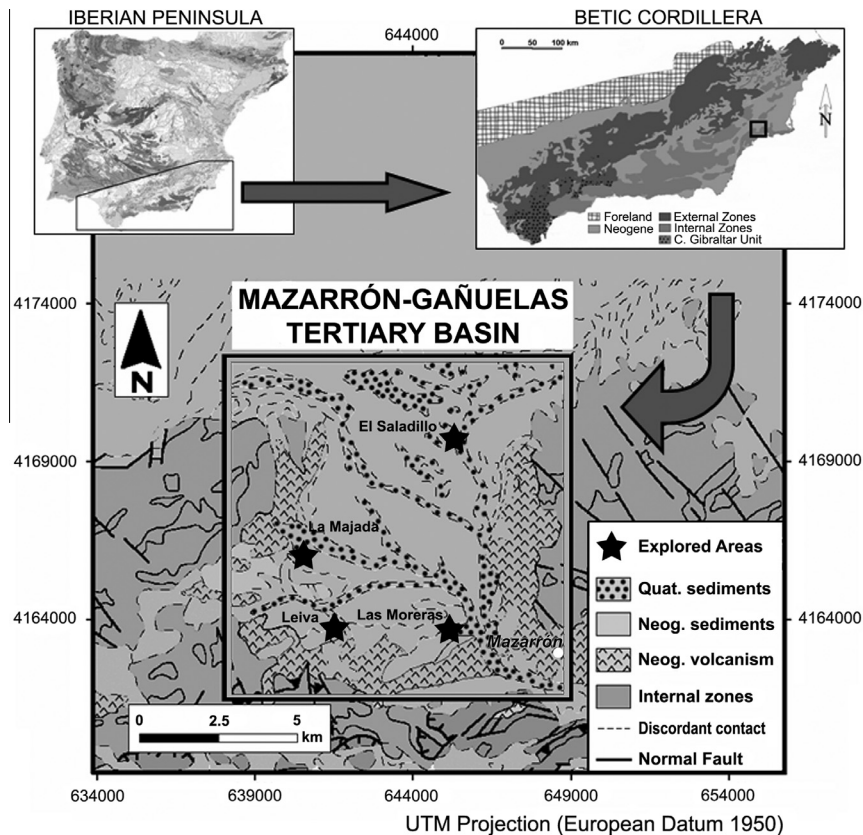 IBERIAN PENINSULA
BETIC CORDILLERA
644000
0 50 100 km
N
Foreland
External Zones
Neogene
Internal Zones
C. Gibraltar Unit
4174000
4174000
MAZARRÓN-GAÑUELAS
TERTIARY BASIN
N
El Saladillo
4169000
4169000
La Majada
Explored Areas
Quat. sediments
4164000
4164000
Leiva
Las Moreras
Neog. sediments
Mazarrón
Neog. volcanism
Internal zones
0 2.5 5
km
Discordant contact
Normal Fault
634000
639000
644000
649000
654000
UTM Projection (European Datum 1950)